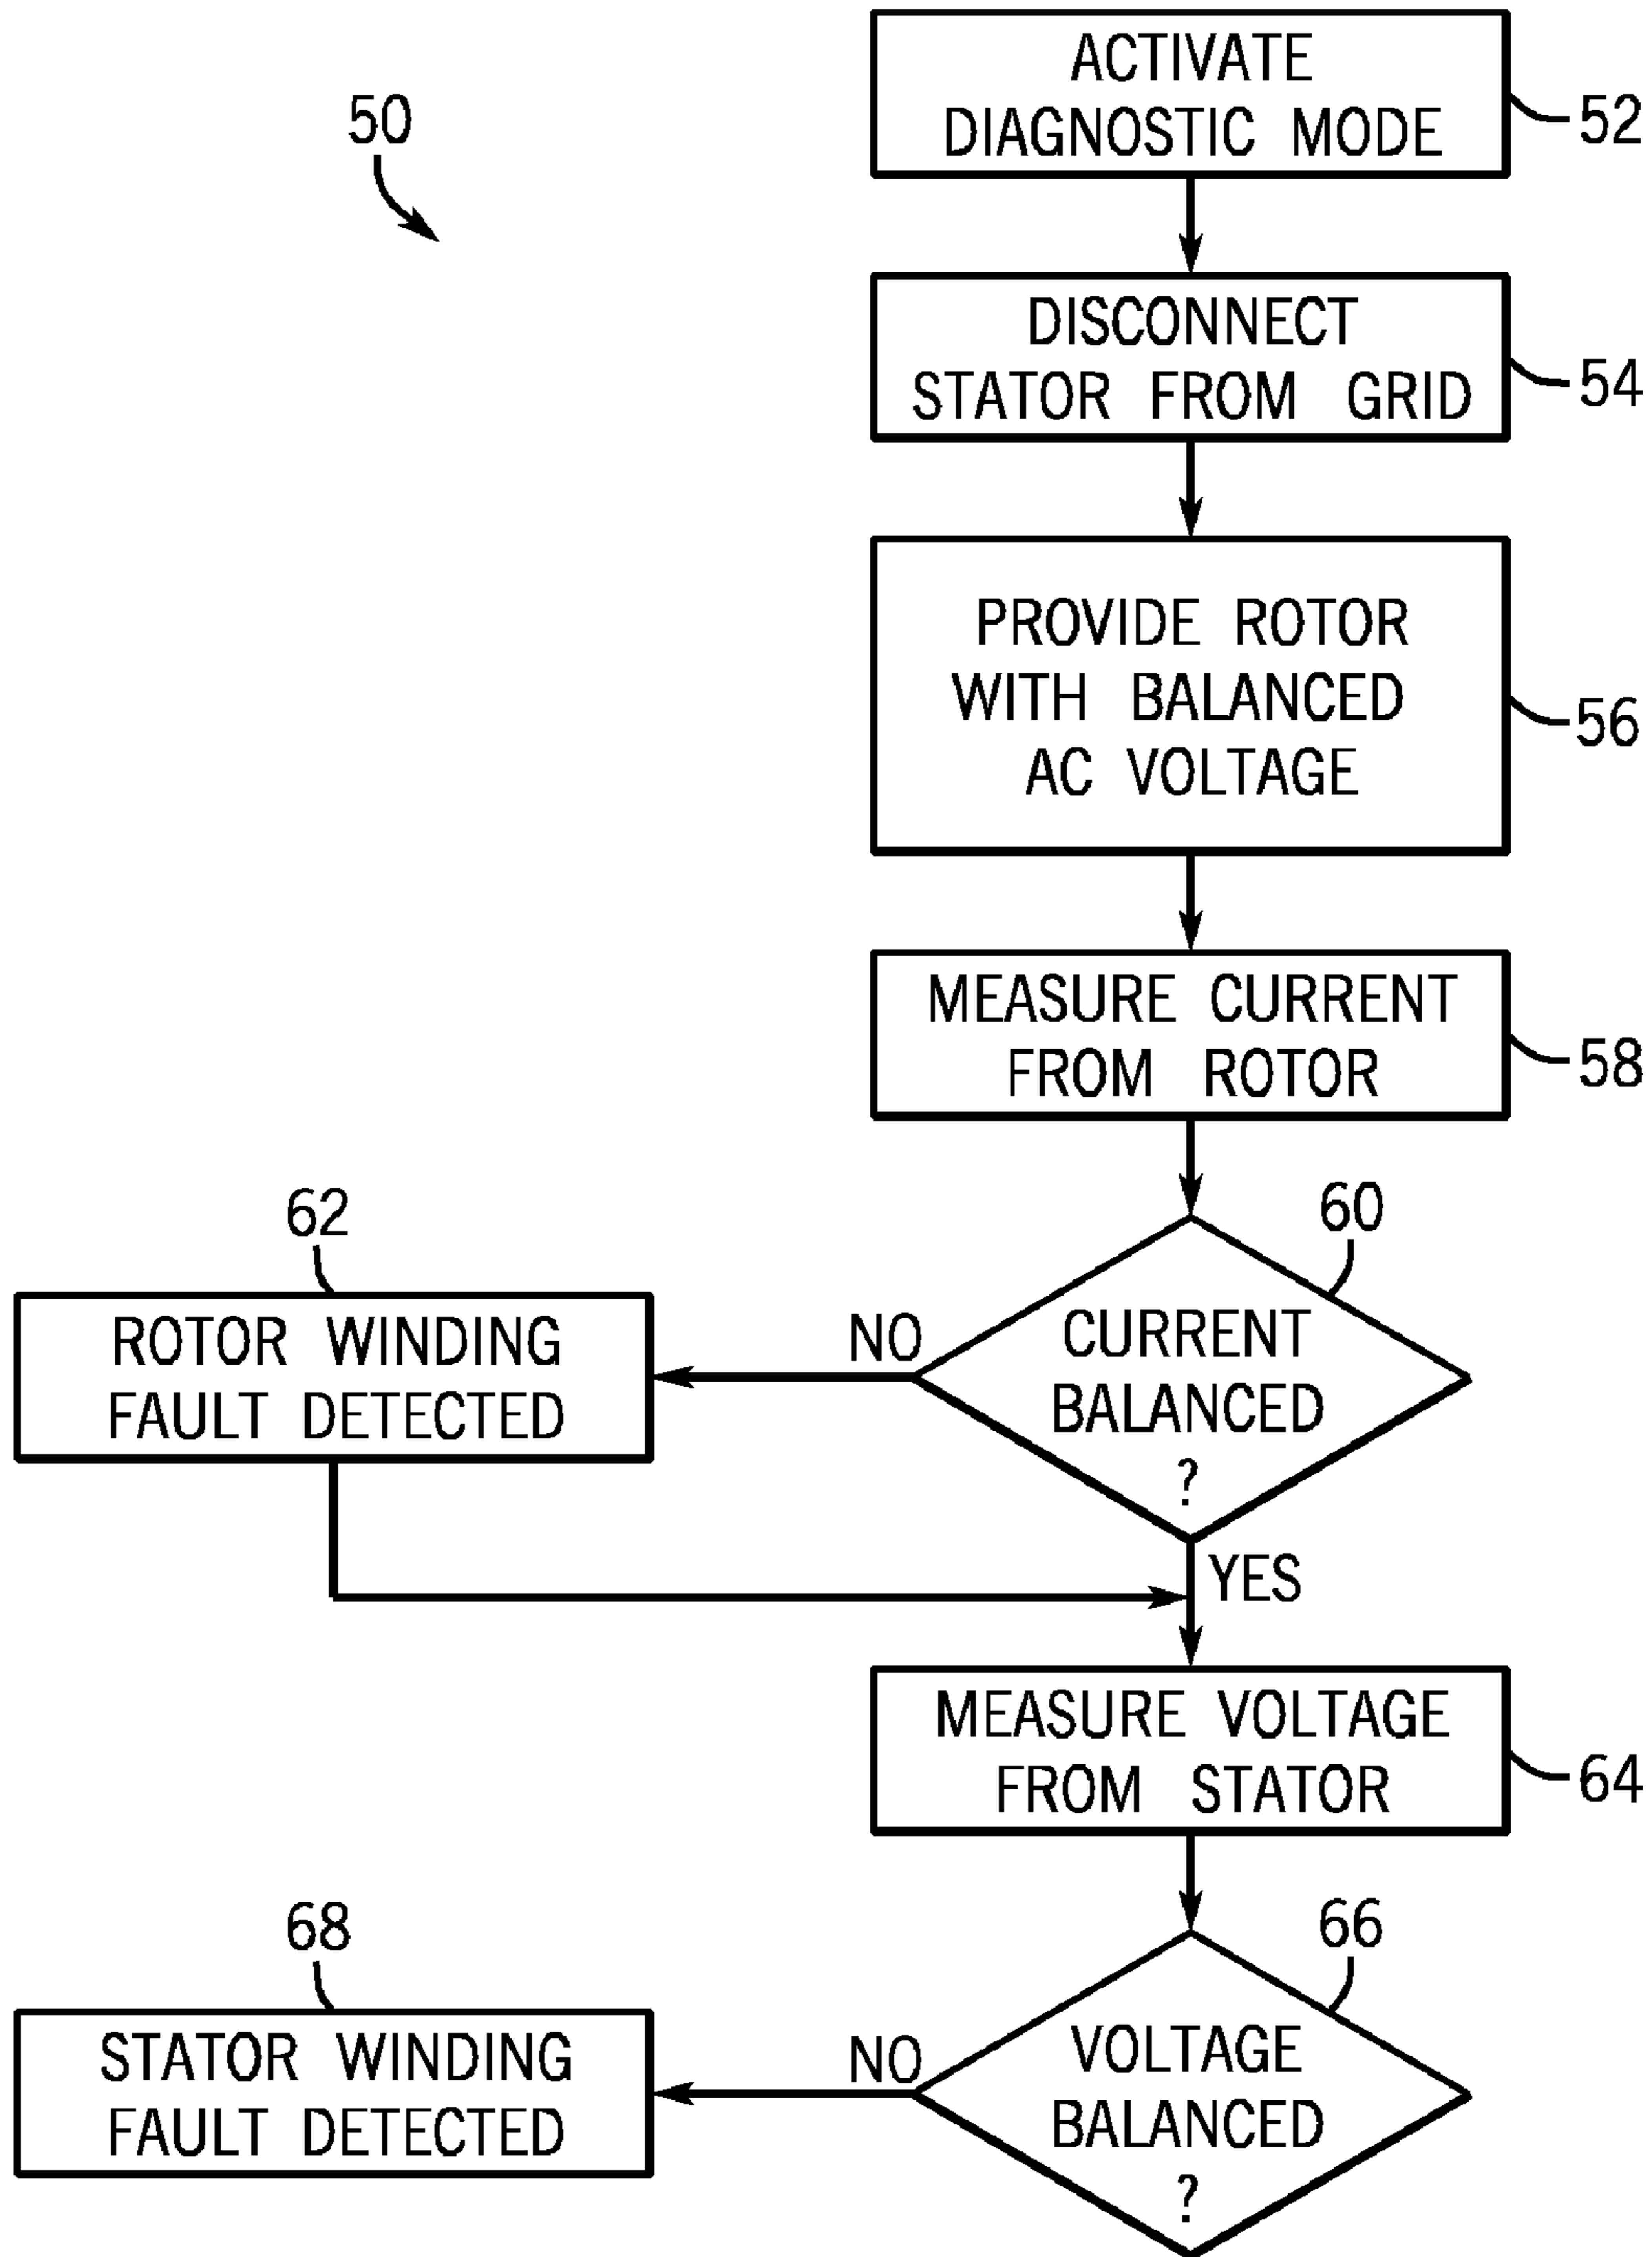 50
ACTIVATE
DIAGNOSTIC MODE
52
DISCONNECT
STATOR FROM GRID
54
PROVIDE ROTOR
WITH BALANCED
AC VOLTAGE
56
MEASURE CURRENT
FROM ROTOR
58
60
CURRENT
BALANCED
?
NO
62
ROTOR WINDING
FAULT DETECTED
YES
MEASURE VOLTAGE
FROM STATOR
64
66
VOLTAGE
BALANCED
?
NO
68
STATOR WINDING
FAULT DETECTED